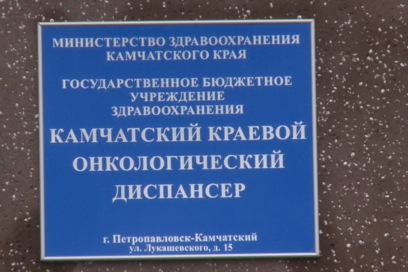 МИНИСТЕРСТВО ЗДРАВООХРАНЕНИЯ
КАМЧАТСКОГО КРАЯ
ГОСУДАРСТВЕННОЕ БЮДЖЕТНОЕ
УЧРЕЖДЕНИЕ
ЗДРАВООХРАНЕНИЯ
КАМЧАТСКИЙ КРАЕВОЙ
ОНКОЛОГИЧЕСКИЙ
ДИСПАНСЕР
г. Петропавловск-Камчатский
ул. Лукашевского, д. 15